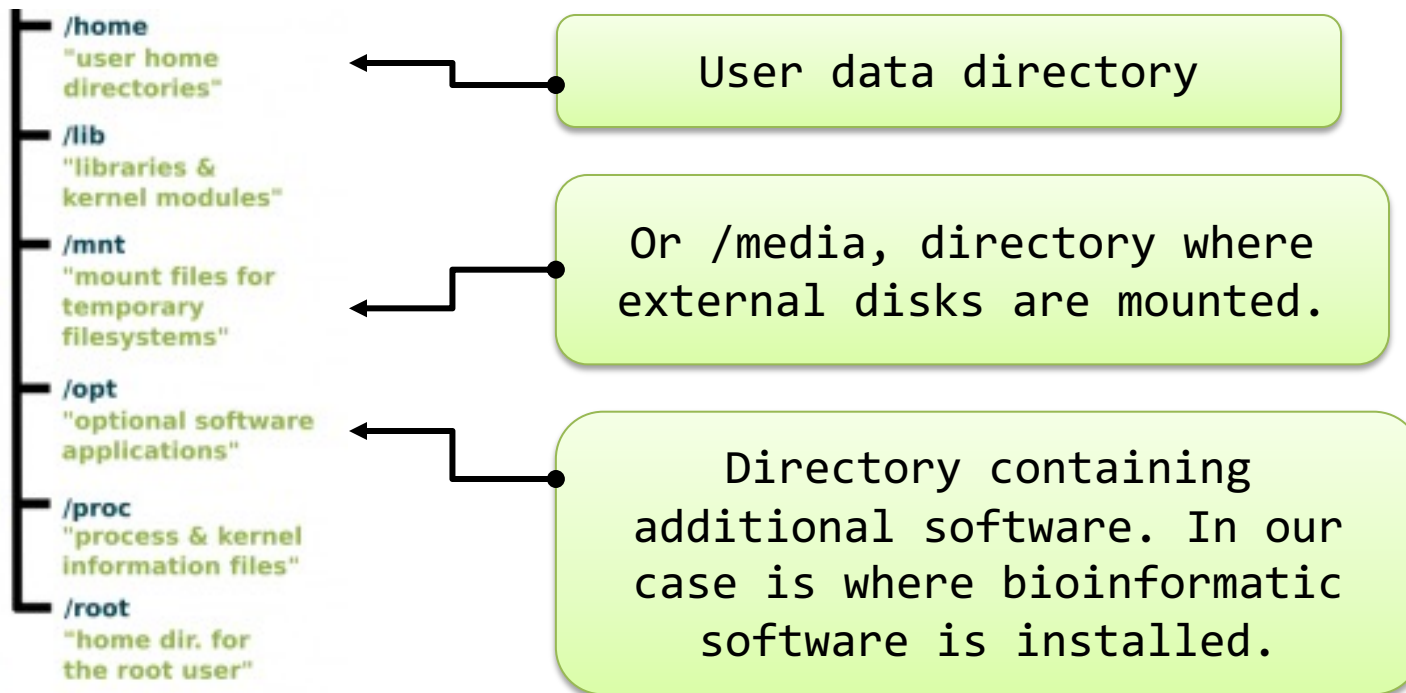 /home
"user home
directories"
/lib
"libraries &
kernel modules"
/mnt
"mount files for
temporary
filesystems"
/opt
"optional software
applications"
/proc
"process & kernel
information files"
/root
"home dir. for
the root user"
User data directory
Or /media, directory where
external disks are mounted.
Directory containing
additional software. In our
case is where bioinformatic
software is installed.